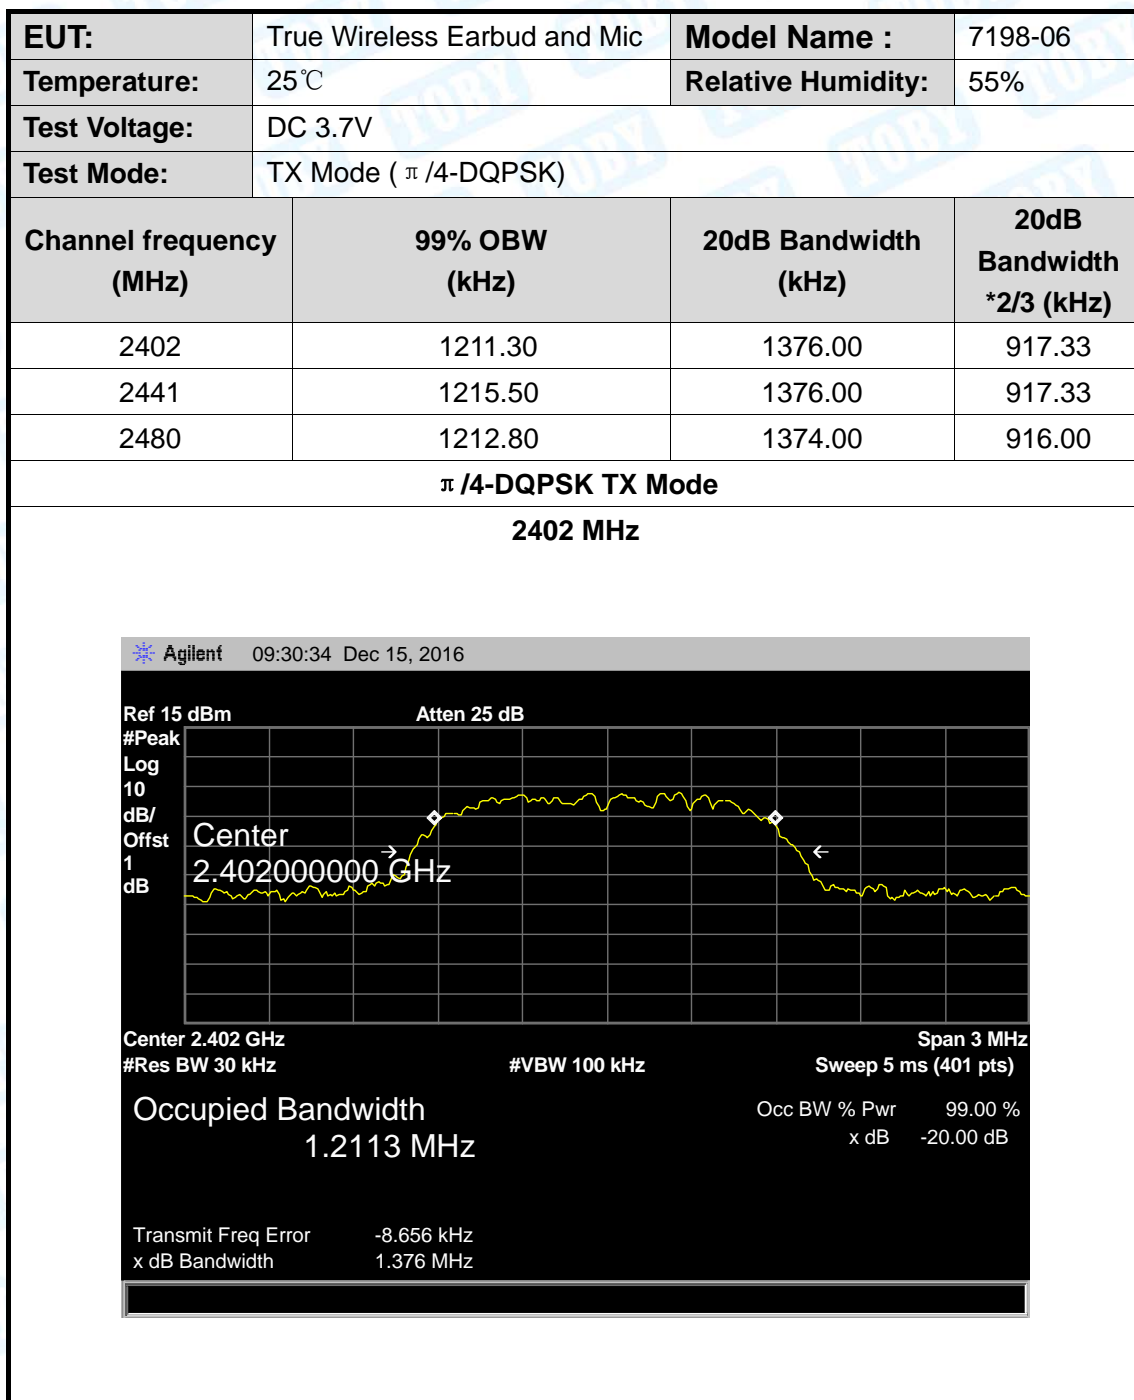 EUT: True Wireless Earbud and Mic Model Name : 7198-06
Temperature: 25℃ Relative Humidity: 55%
Test Voltage: DC 3.7V
Test Mode: TX Mode ( π /4-DQPSK)
Channel frequency (MHz) 99% OBW (kHz) 20dB Bandwidth (kHz) 20dB Bandwidth *2/3 (kHz)
2402 1211.30 1376.00 917.33
2441 1215.50 1376.00 917.33
2480 1212.80 1374.00 916.00
π /4-DQPSK TX Mode
2402 MHz
Agilent 09:30:34 Dec 15, 2016
Ref 15 dBm Atten 25 dB
#Peak
Log
10
dB/
Offst
1
dB
Center
2.402000000 GHz
Center 2.402 GHz Span 3 MHz
#Res BW 30 kHz #VBW 100 kHz Sweep 5 ms (401 pts)
Occupied Bandwidth Occ BW % Pwr 99.00 %
1.2113 MHz x dB -20.00 dB
Transmit Freq Error -8.656 kHz
x dB Bandwidth 1.376 MHz
TOBY